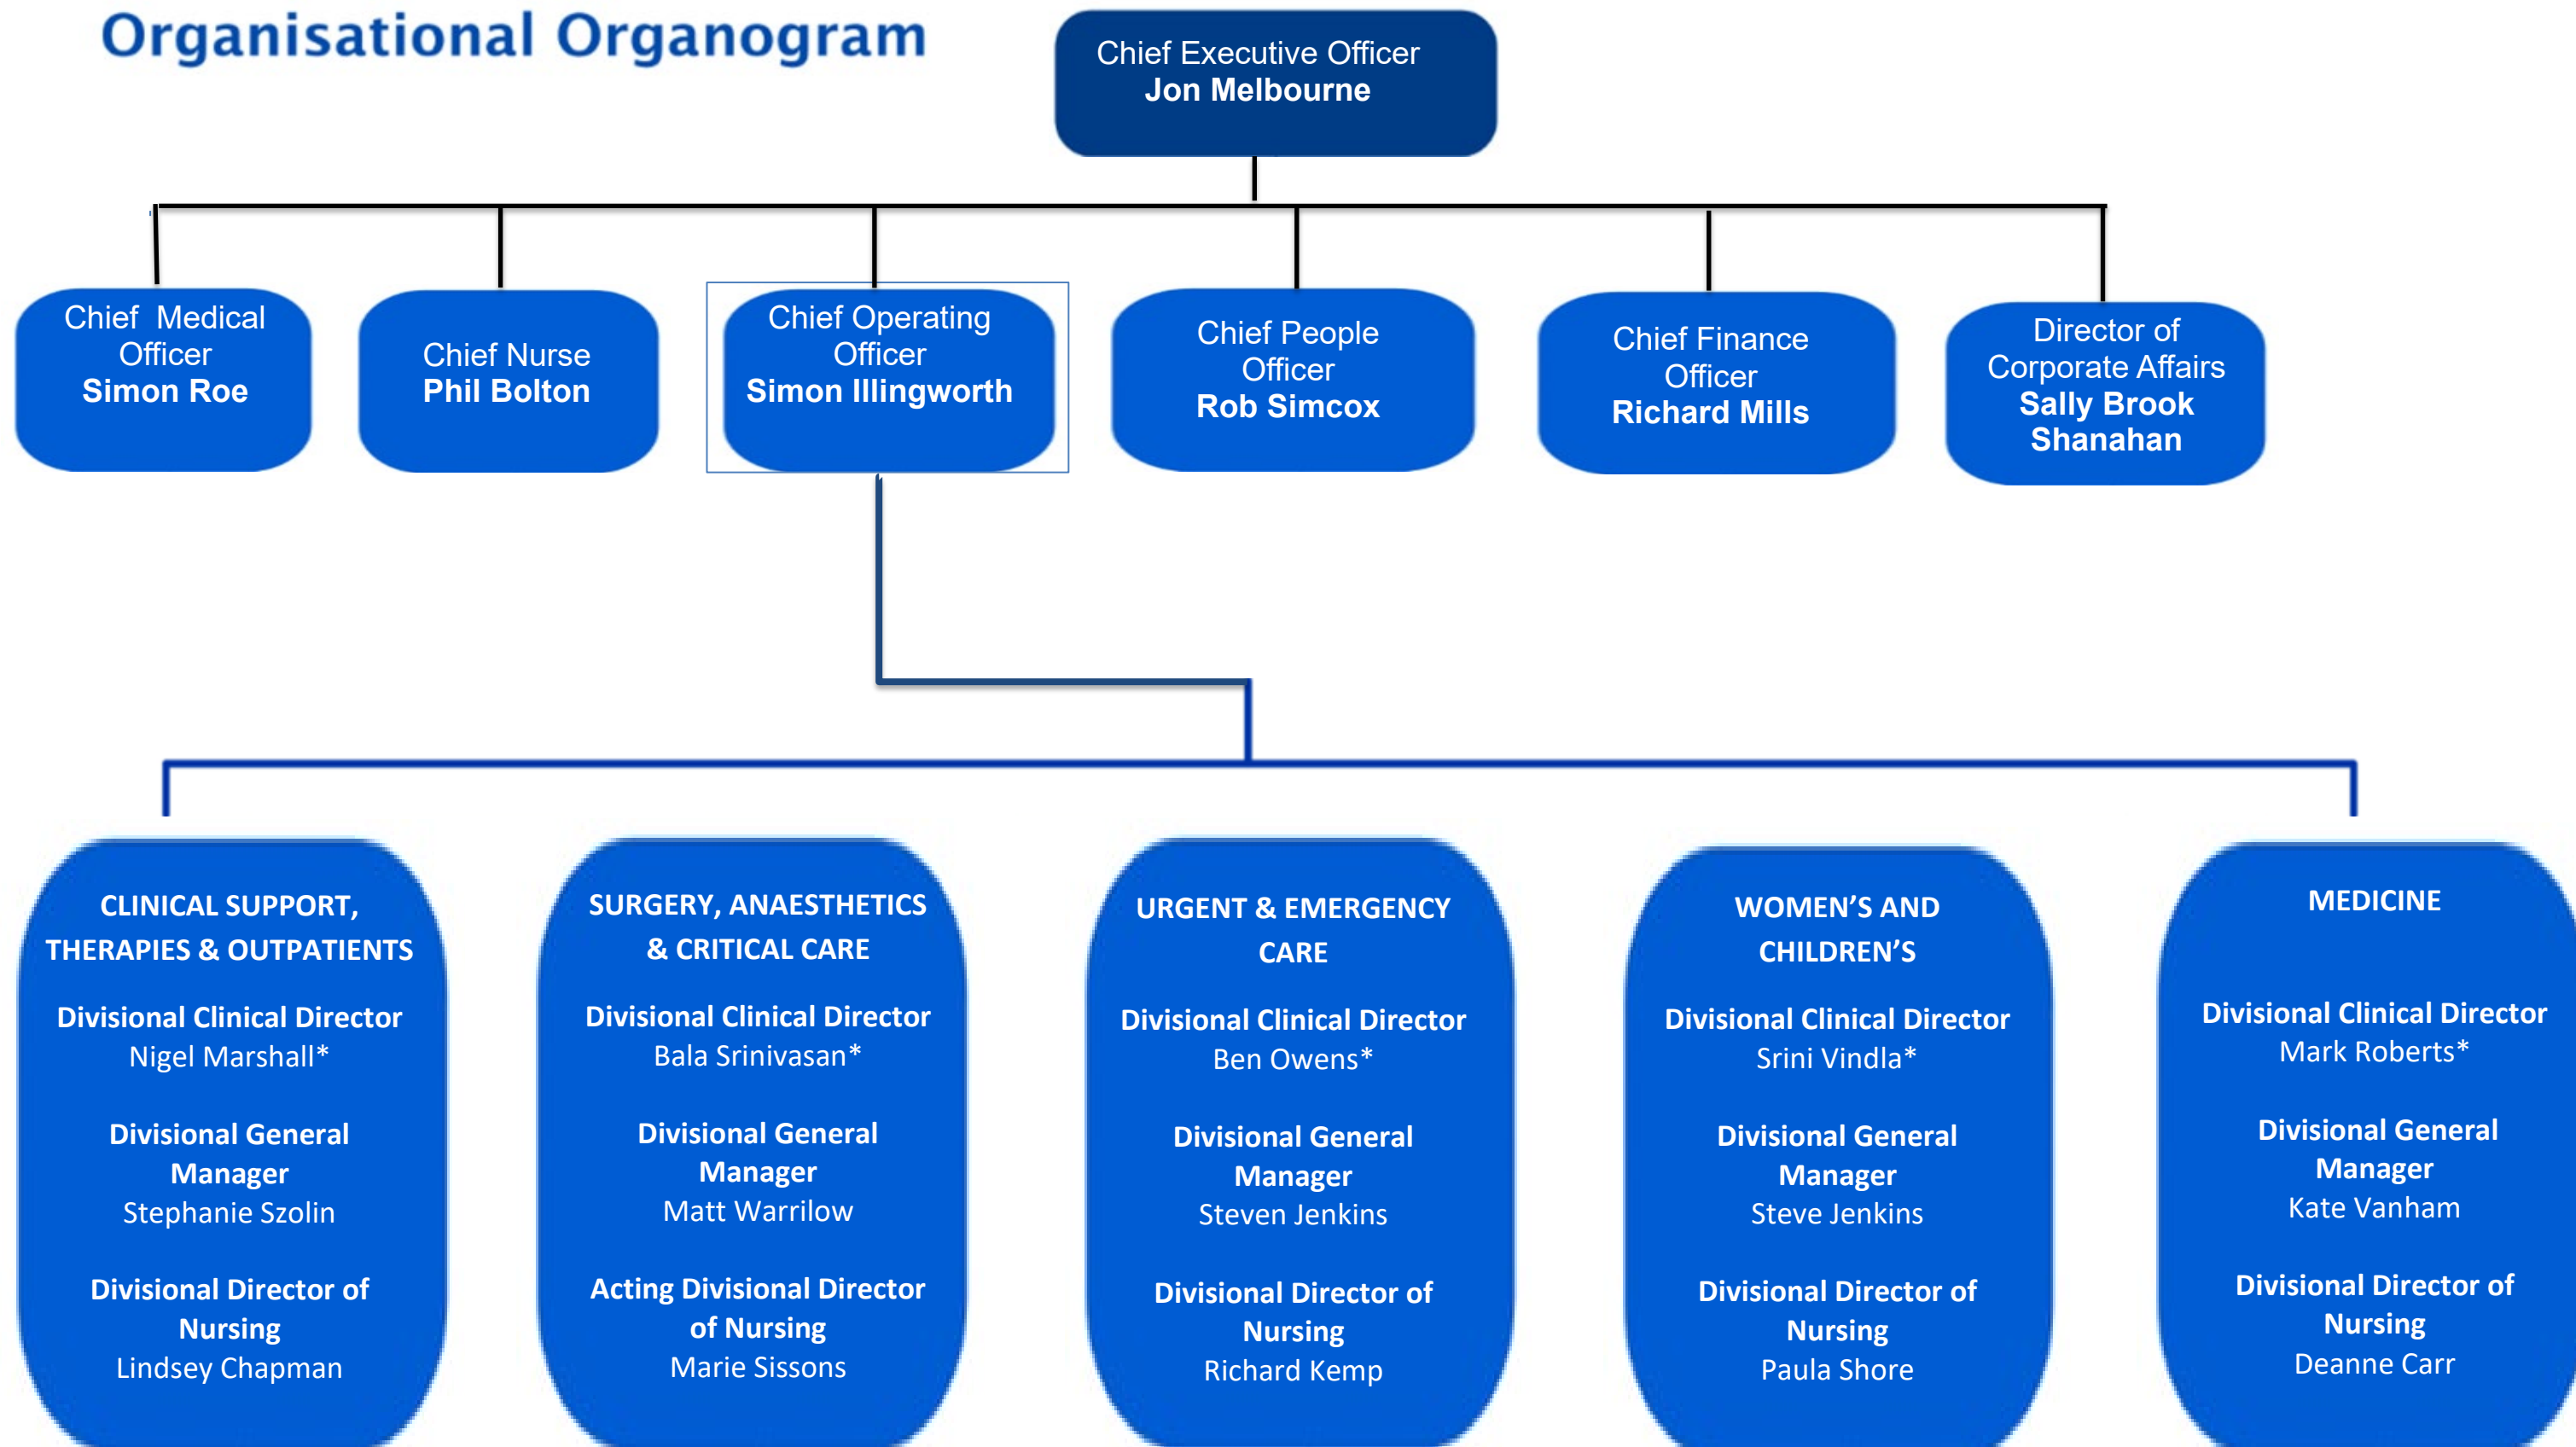 Organisational Organogram
Chief Executive Officer
Jon Melbourne
Chief  Medical
Officer
Simon Roe
Chief Nurse
Phil Bolton
Chief Operating
Officer
Simon Illingworth
Chief People
Officer
Rob Simcox
Chief Finance
Officer
Richard Mills
Director of
Corporate Affairs
Sally Brook
Shanahan
CLINICAL SUPPORT,
THERAPIES & OUTPATIENTS
Divisional Clinical Director
Nigel Marshall*
Divisional General
Manager
Stephanie Szolin
Divisional Director of
Nursing
Lindsey Chapman
SURGERY, ANAESTHETICS
& CRITICAL CARE
Divisional Clinical Director
Bala Srinivasan*
Divisional General
Manager
Matt Warrilow
Acting Divisional Director
of Nursing
Marie Sissons
URGENT & EMERGENCY
CARE
Divisional Clinical Director
Ben Owens*
Divisional General
Manager
Steven Jenkins
Divisional Director of
Nursing
Richard Kemp
WOMEN’S AND
CHILDREN’S
Divisional Clinical Director
Srini Vindla*
Divisional General
Manager
Steve Jenkins
Divisional Director of
Nursing
Paula Shore
MEDICINE
Divisional Clinical Director
Mark Roberts*
Divisional General
Manager
Kate Vanham
Divisional Director of
Nursing
Deanne Carr